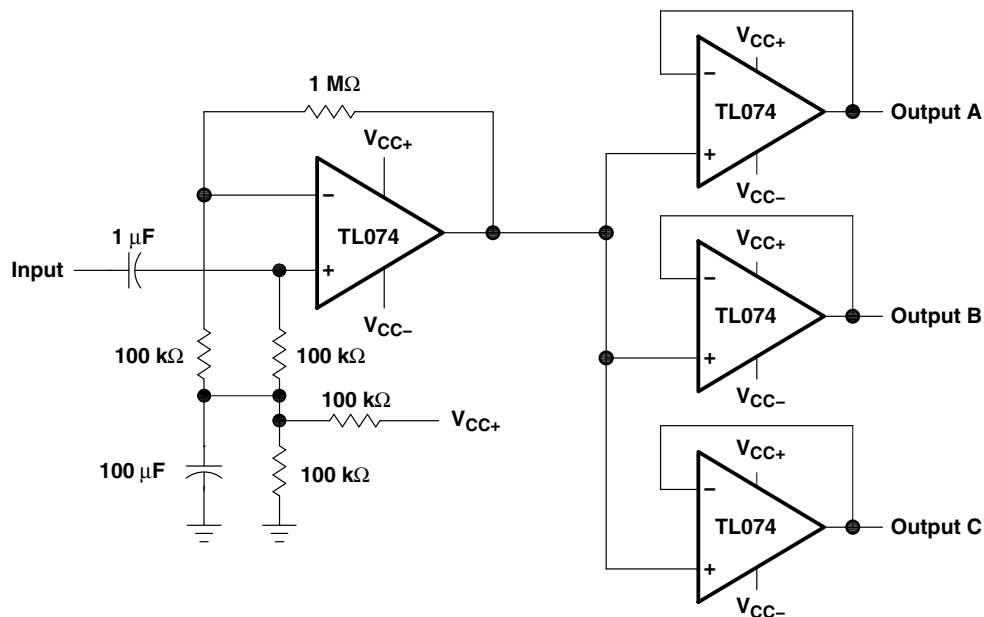 1 MΩ
VCC+
−
TL074
+
VCC−
1 μF
Input
100 kΩ
100 kΩ
100 kΩ
VCC+
100 μF
100 kΩ
VCC+
−
TL074
+
VCC−
Output A
VCC+
−
TL074
+
VCC−
Output B
VCC+
−
TL074
+
VCC−
Output C